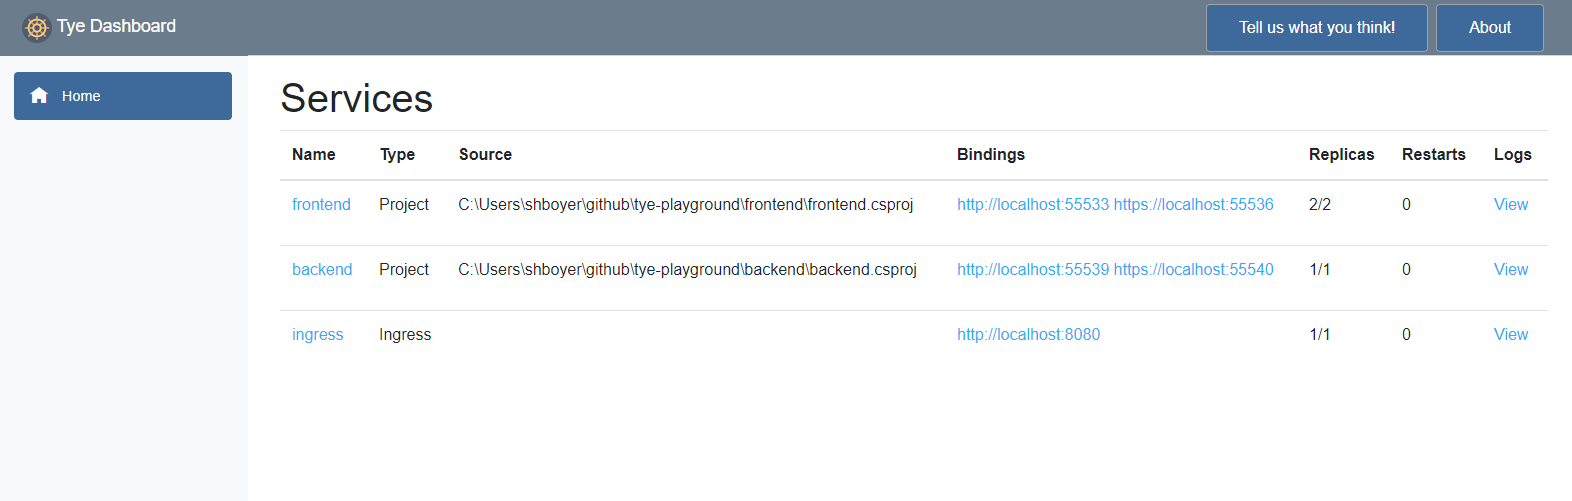 Tye Dashboard
Tell us what you think!
About
Home
Services
Name Type Source Bindings Replicas Restarts Logs
frontend Project C:\Users\shboyer\github\tye-playground\frontend\frontend.csproj http://localhost:55533 https://localhost:55536 2/2 0 View
backend Project C:\Users\shboyer\github\tye-playground\backend\backend.csproj http://localhost:55539 https://localhost:55540 1/1 0 View
ingress Ingress http://localhost:8080 1/1 0 View